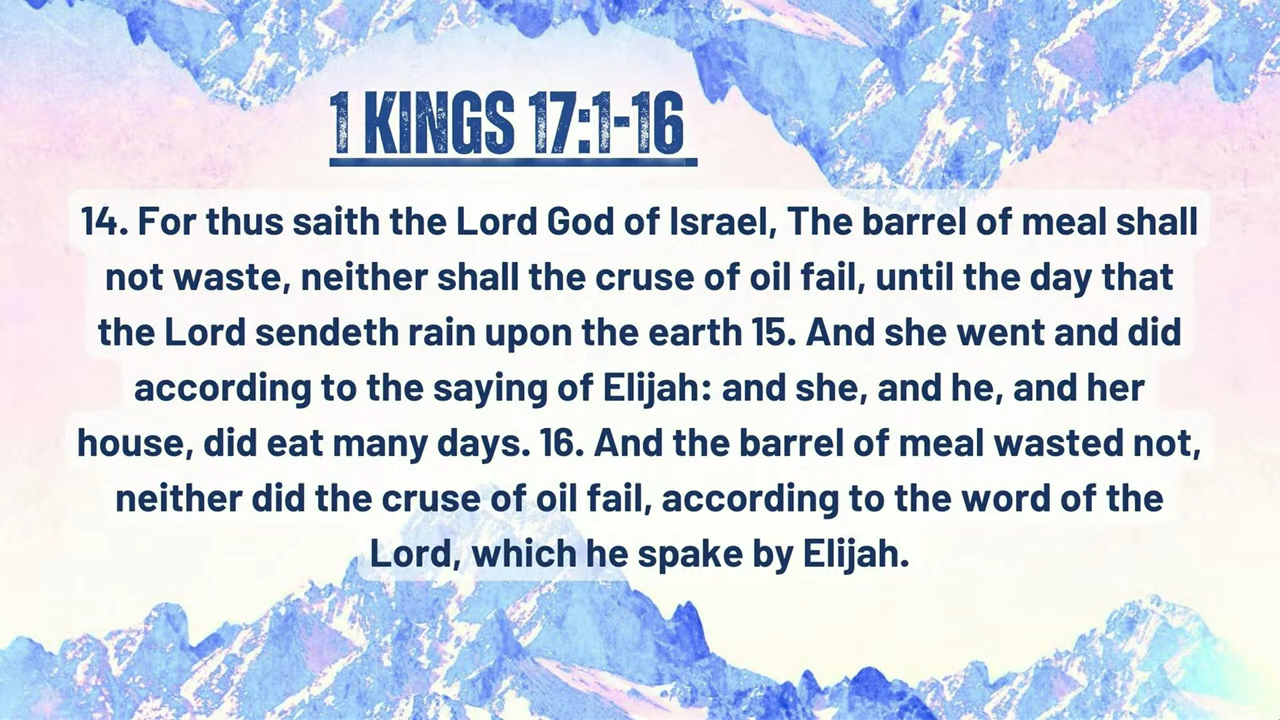 1 KINGS 17:1-16
14. For thus saith the Lord God of Israel, The barrel of meal shall
not waste, neither shall the cruse of oil fail, until the day that
the Lord sendeth rain upon the earth 15. And she went and did
according to the saying of Elijah: and she, and he, and her
house, did eat many days. 16. And the barrel of meal wasted not,
neither did the cruse of oil fail, according to the word of the
Lord, which he spake by Elijah.